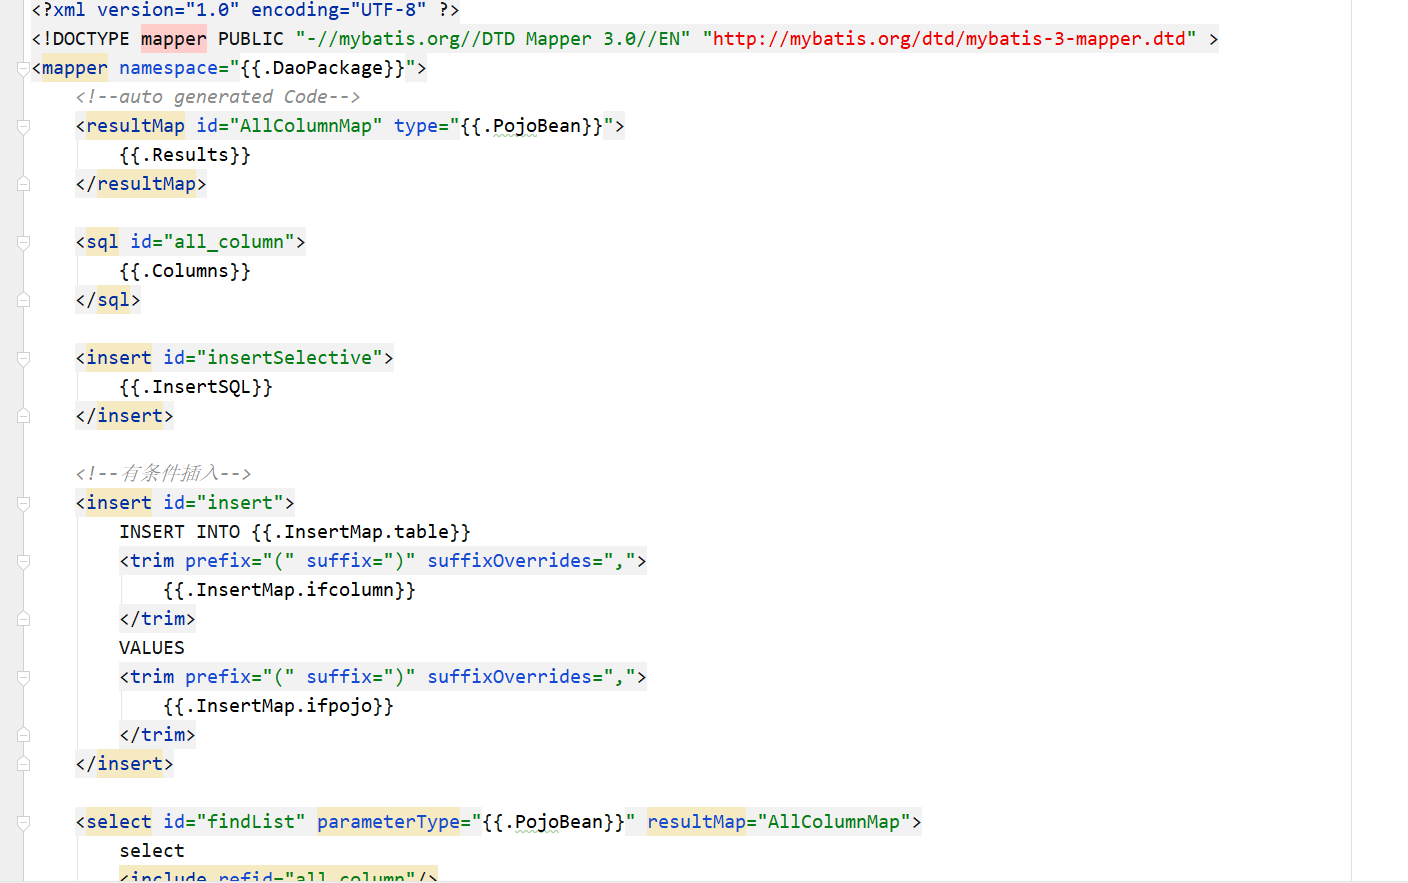 <?xml version="1.0" encoding="UTF-8" ?>
<!DOCTYPE mapper PUBLIC "-//mybatis.org//DTD Mapper 3.0//EN" "http://mybatis.org/dtd/mybatis-3-mapper.dtd" >
<mapper namespace="{{.DaoPackage}}">
    <!--auto generated Code-->
    <resultMap id="AllColumnMap" type="{{.PojoBean}}">
        {{.Results}}
    </resultMap>

    <sql id="all_column">
        {{.Columns}}
    </sql>

    <insert id="insertSelective">
        {{.InsertSQL}}
    </insert>

    <!--有条件插入-->
    <insert id="insert">
        INSERT INTO {{.InsertMap.table}}
        <trim prefix="(" suffix=")" suffixOverrides=",">
            {{.InsertMap.ifcolumn}}
        </trim>
        VALUES
        <trim prefix="(" suffix=")" suffixOverrides=",">
            {{.InsertMap.ifpojo}}
        </trim>
    </insert>

    <select id="findList" parameterType="{{.PojoBean}}" resultMap="AllColumnMap">
        select
        <include refid="all_column"/>